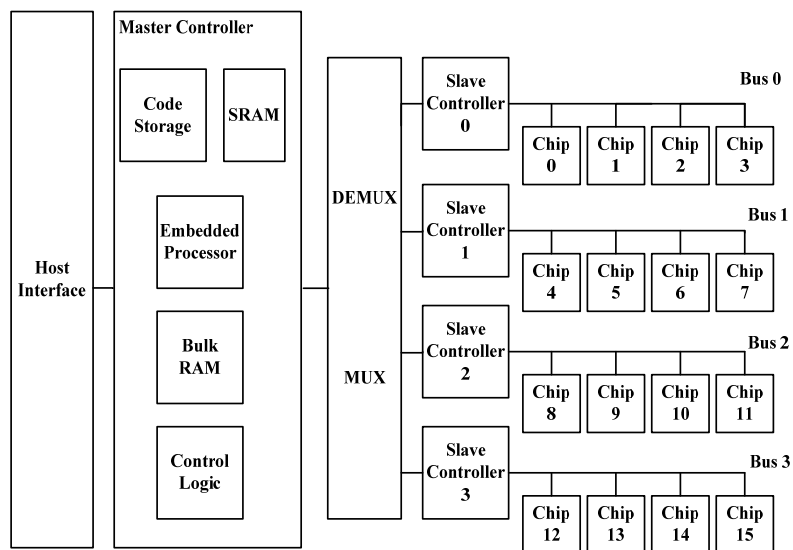 Host
Interface
Master Controller
Code
Storage
SRAM
Embedded
Processor
Bulk
RAM
Control
Logic
DEMUX
MUX
Slave
Controller
0
Bus 0
Chip
0
Chip
1
Chip
2
Chip
3
Slave
Controller
1
Bus 1
Chip
4
Chip
5
Chip
6
Chip
7
Slave
Controller
2
Bus 2
Chip
8
Chip
9
Chip
10
Chip
11
Slave
Controller
3
Bus 3
Chip
12
Chip
13
Chip
14
Chip
15